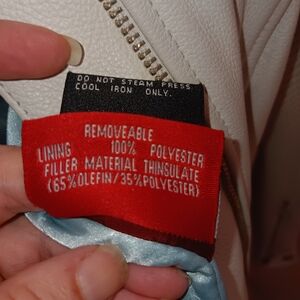 DO NOT STEAM PRESS
COOL IRON ONLY.
REMOVEABLE
LINING 100% POLYESTER
FILLER MATERIAL THINSULATE
(65%OLEFIN/35%POLYESTER)